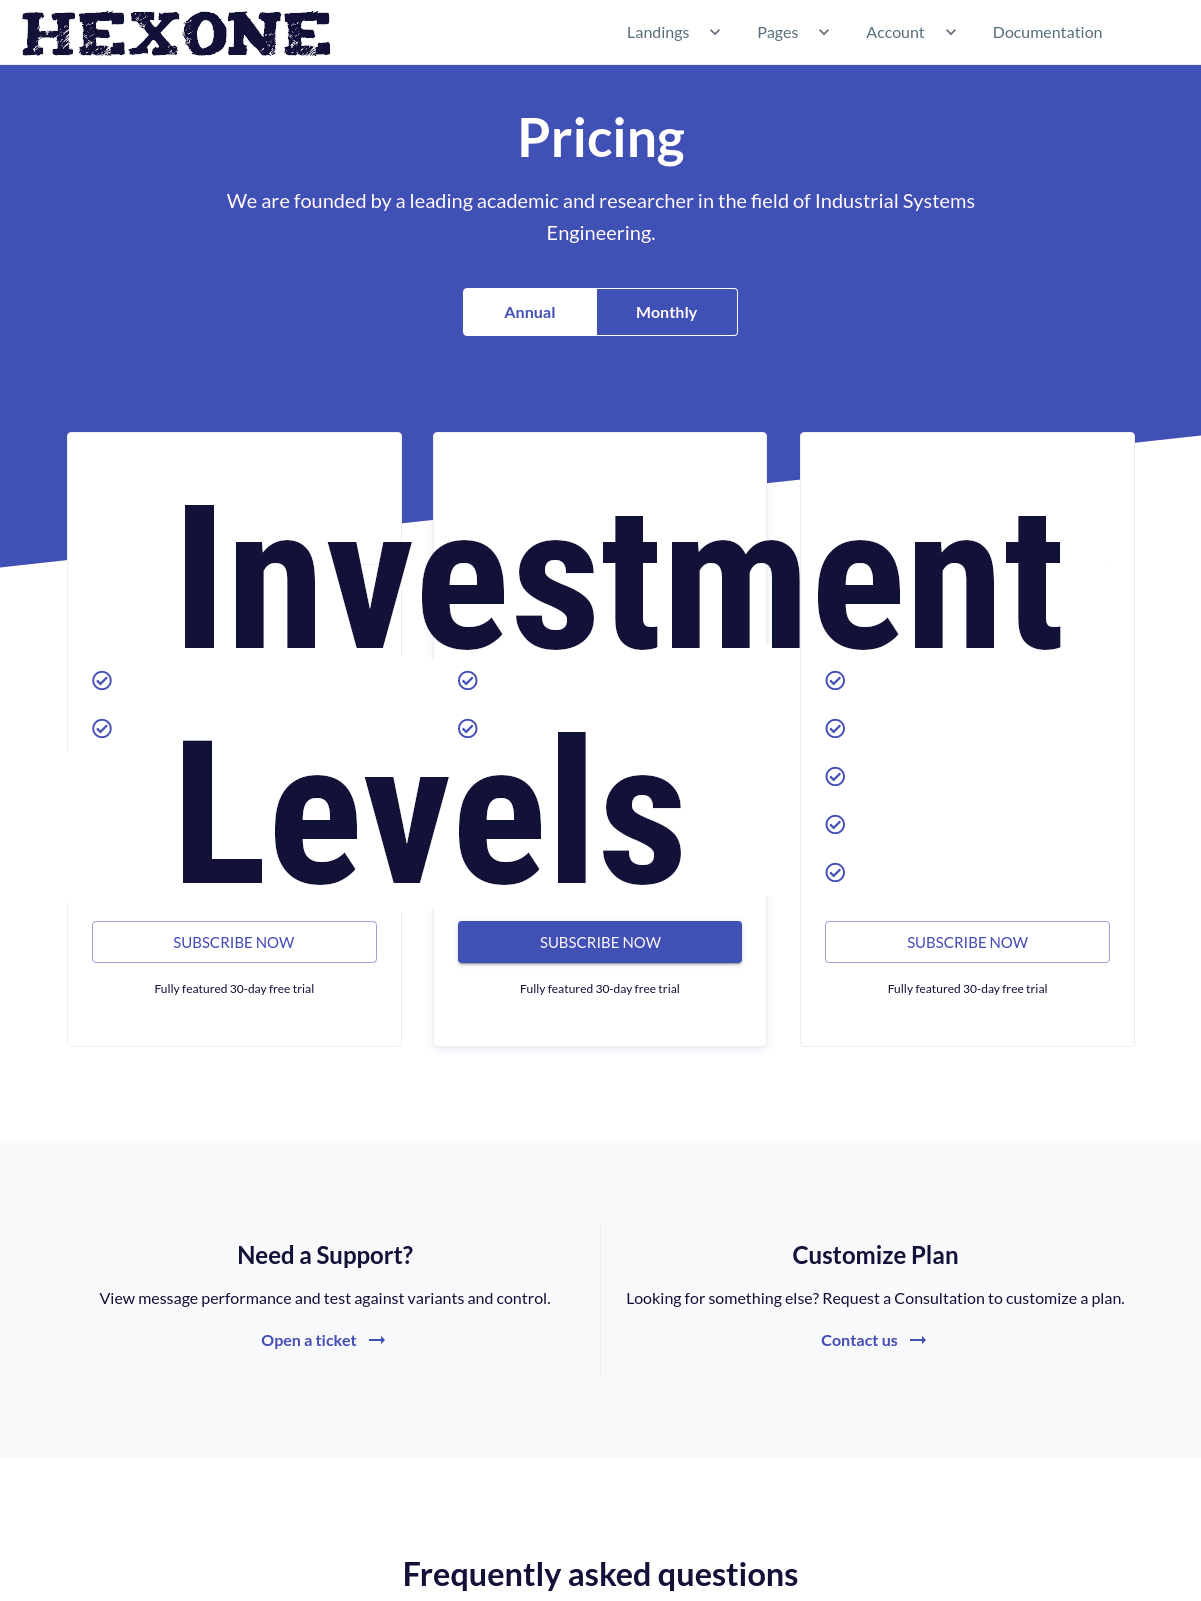 HEXONE
Landings Pages Account Documentation
Pricing
We are founded by a leading academic and researcher in the field of Industrial Systems
Engineering.
Annual Monthly
Investment
Levels
SUBSCRIBE NOW SUBSCRIBE NOW SUBSCRIBE NOW
Fully featured 30-day free trial Fully featured 30-day free trial Fully featured 30-day free trial
Need a Support? Customize Plan
View message performance and test against variants and control. Looking for something else? Request a Consultation to customize a plan.
Open a ticket Contact us
Frequently asked questions